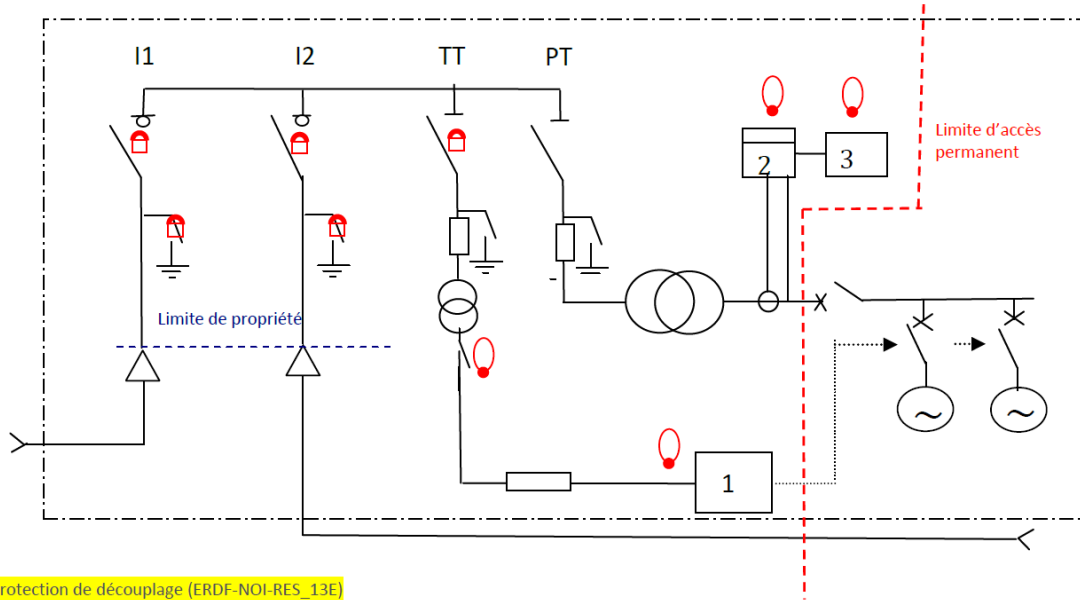 I1 I2 TT PT
Limite d’accès
permanent
2 3
Limite de propriété
~ ~
1
rotection de découplage (ERDF-NOI-RES_13E)